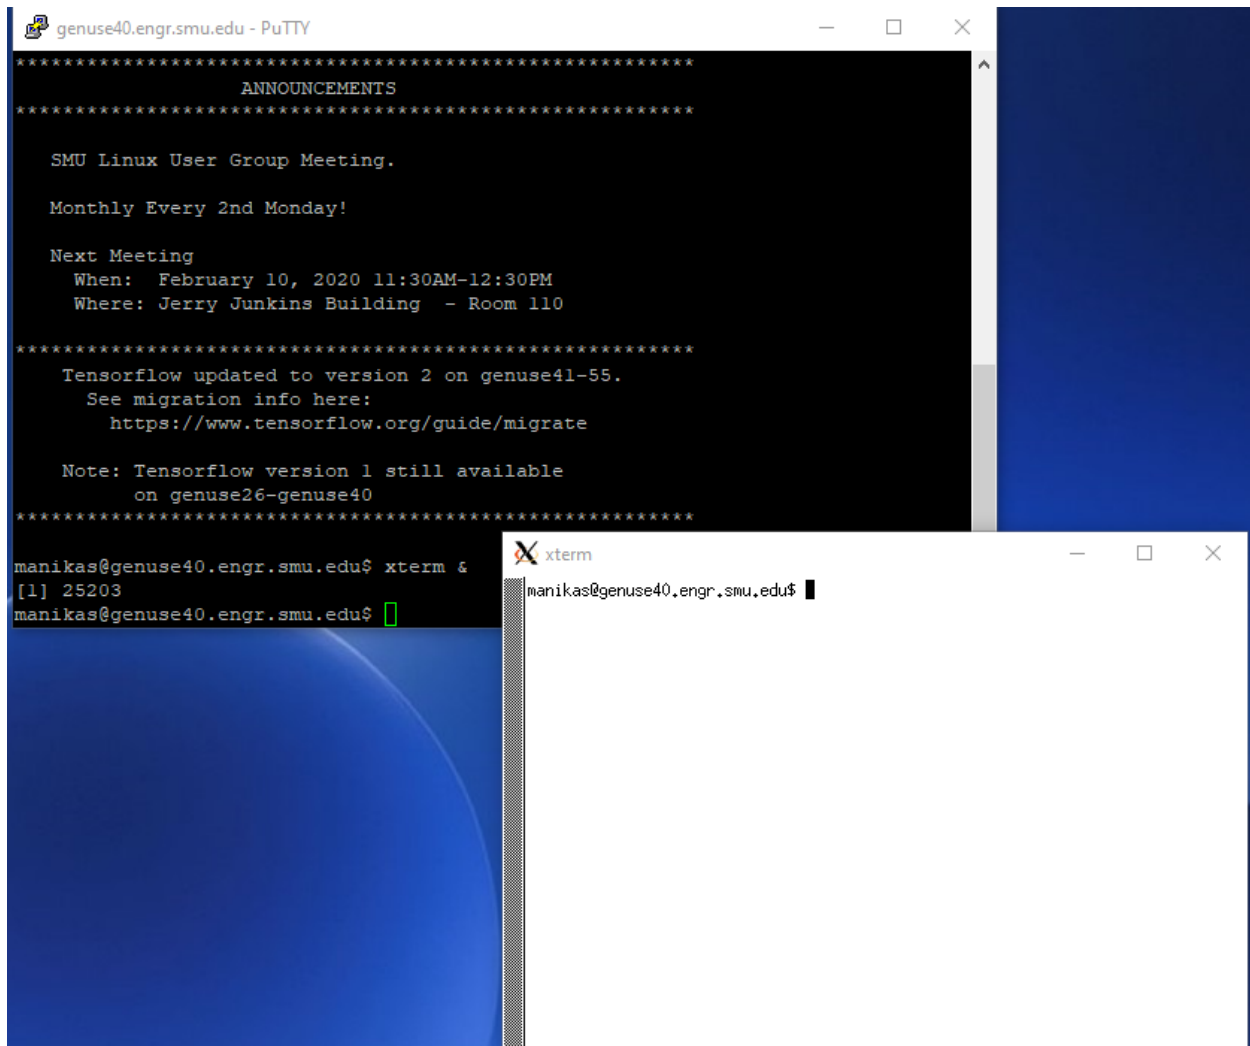 genuse40.engr.smu.edu - PuTTY
*********************************************************
ANNOUNCEMENTS
*********************************************************
SMU Linux User Group Meeting.
Monthly Every 2nd Monday!
Next Meeting
When:  February 10, 2020 11:30AM-12:30PM
Where: Jerry Junkins Building  - Room 110
*********************************************************
Tensorflow updated to version 2 on genuse41-55.
See migration info here:
https://www.tensorflow.org/guide/migrate
Note: Tensorflow version 1 still available
on genuse26-genuse40
*********************************************************
manikas@genuse40.engr.smu.edu$ xterm &
[1] 25203
manikas@genuse40.engr.smu.edu$
xterm
manikas@genuse40.engr.smu.edu$